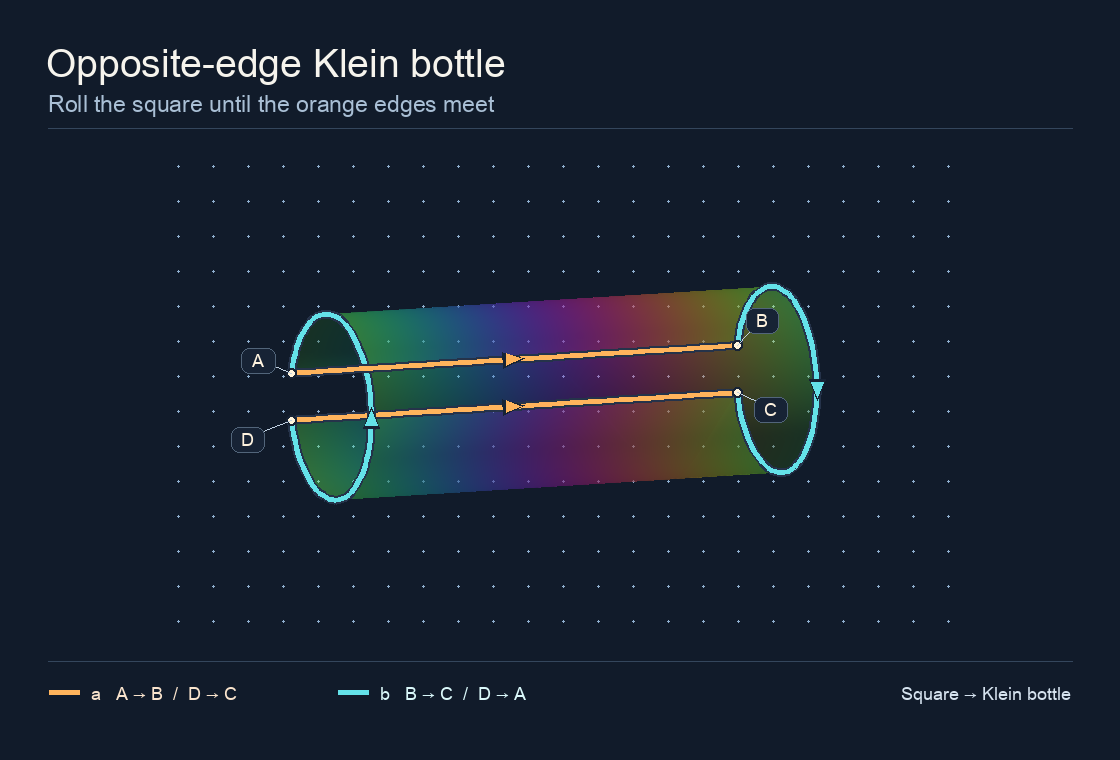 Opposite-edge Klein bottle
Roll the square until the orange edges meet
B
A
C
D
a A→B / D→C
b B→C / D→A
Square→Klein bottle